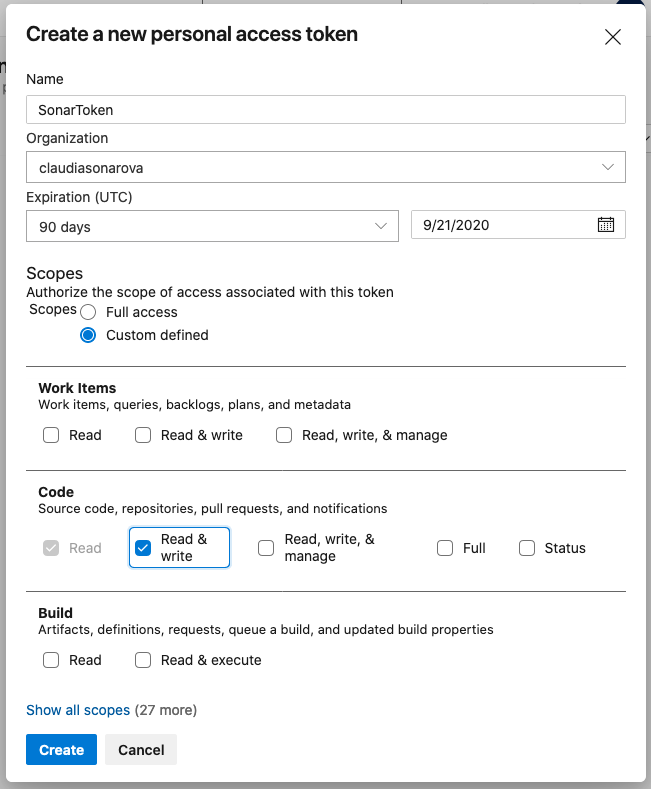 Create a new personal access token
Name
SonarToken
Organization
claudiasonarova
Expiration (UTC)
90 days
9/21/2020
Scopes
Authorize the scope of access associated with this token
Scopes
Full access
Custom defined
Work Items
Work items, queries, backlogs, plans, and metadata
Read
Read & write
Read, write, & manage
Code
Source code, repositories, pull requests, and notifications
Read
Read &
write
Read, write, &
manage
Full
Status
Build
Artifacts, definitions, requests, queue a build, and updated build properties
Read
Read & execute
Show all scopes (27 more)
Create
Cancel